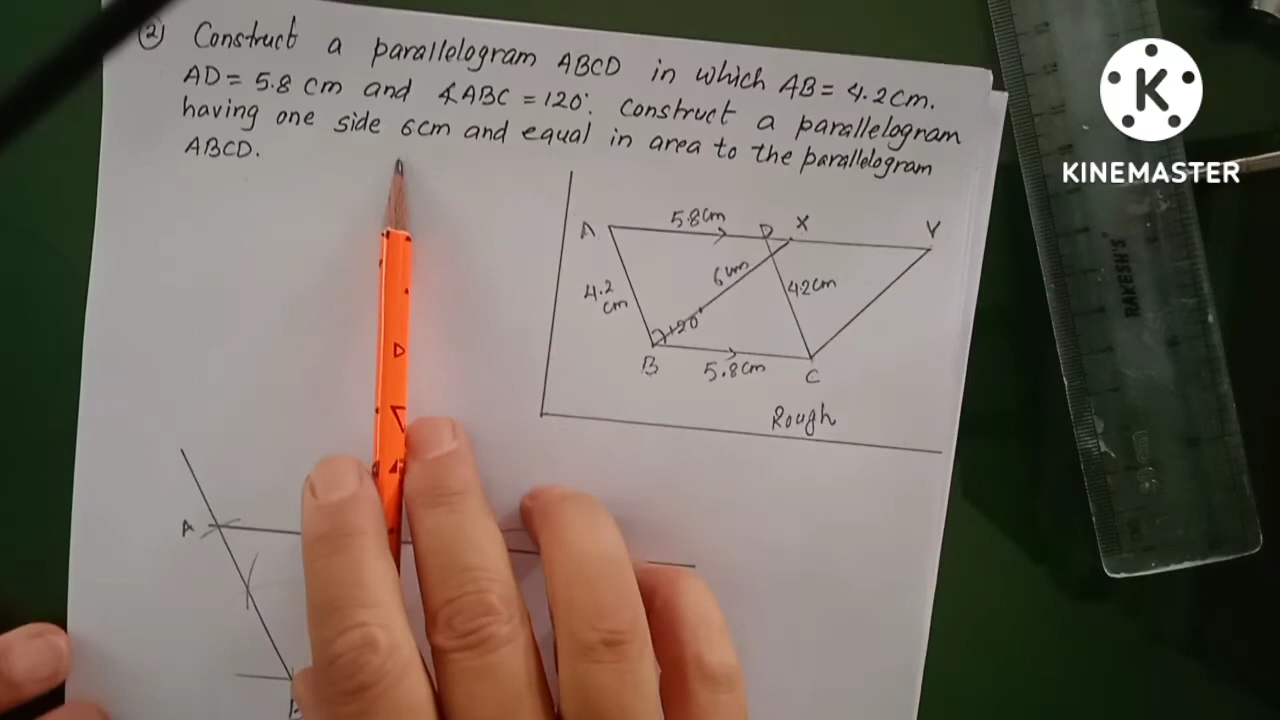 ② Construct a parallelogram ABCD in which AB = 4.2cm.
AD = 5.8 cm and ∡ABC = 120°. Construct a parallelogram
having one side 6cm and equal in area to the parallelogram
ABCD.
K
KINEMASTER
A 5.8cm D X Y
6cm
4.2
cm
4.2cm
120°
B 5.8cm C
Rough
RAKESH'S
A
B